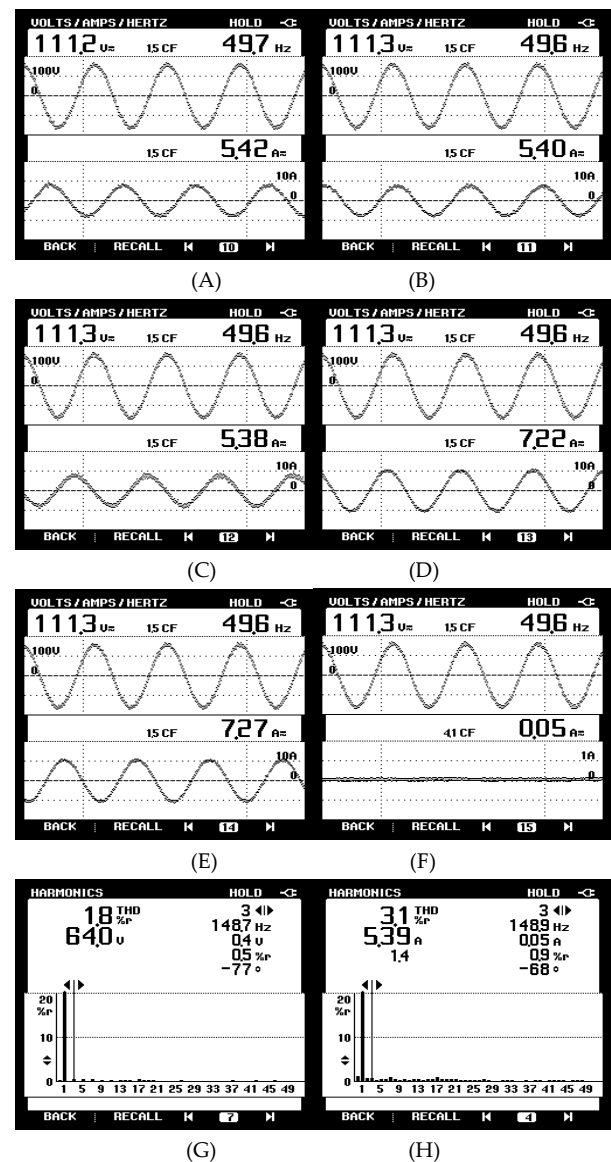 VOLTS/AMPS/HERTZ HOLD
111.2 V≂ 1.5 CF 49.7 Hz
100V
0
1.5 CF 5.42 A≂
10A
0
BACK RECALL 10
(A)
VOLTS/AMPS/HERTZ HOLD
111.3 V≂ 1.5 CF 49.6 Hz
100V
0
1.5 CF 5.40 A≂
10A
0
BACK RECALL 11
(B)
VOLTS/AMPS/HERTZ HOLD
111.3 V≂ 1.5 CF 49.6 Hz
100V
0
1.5 CF 5.38 A≂
10A
0
BACK RECALL 12
(C)
VOLTS/AMPS/HERTZ HOLD
111.3 V≂ 1.5 CF 49.6 Hz
100V
0
1.5 CF 7.22 A≂
10A
0
BACK RECALL 13
(D)
VOLTS/AMPS/HERTZ HOLD
111.3 V≂ 1.5 CF 49.6 Hz
100V
0
1.5 CF 7.27 A≂
10A
0
BACK RECALL 14
(E)
VOLTS/AMPS/HERTZ HOLD
111.3 V≂ 1.5 CF 49.6 Hz
100V
0
4.1 CF 0.05 A≂
1A
0
BACK RECALL 15
(F)
HARMONICS HOLD
1.8 THD %r 3
148.7 Hz
64.0 V 0.4 V
0.5 %r
-77 °
20
%r
10
0
1 5 9 13 17 21 25 29 33 37 41 45 49
BACK RECALL 7
(G)
HARMONICS HOLD
3.1 THD %r 3
148.9 Hz
5.39 A 0.05 A
1.4 0.9 %r
-68 °
20
%r
10
0
1 5 9 13 17 21 25 29 33 37 41 45 49
BACK RECALL 4
(H)